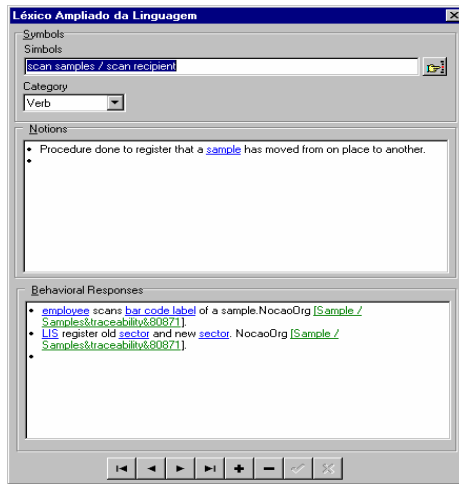 Léxico Ampliado da Linguagem
Symbols
Simbols
scan samples / scan recipient
Category
Verb
Notions
• Procedure done to register that a sample has moved from on place to another.
•
Behavioral Responses
• employee scans bar code label of a sample.NocaoOrg [Sample /
Samples&traceability&80871].
• LIS register old sector and new sector. NocaoOrg [Sample /
Samples&traceability&80871].
•